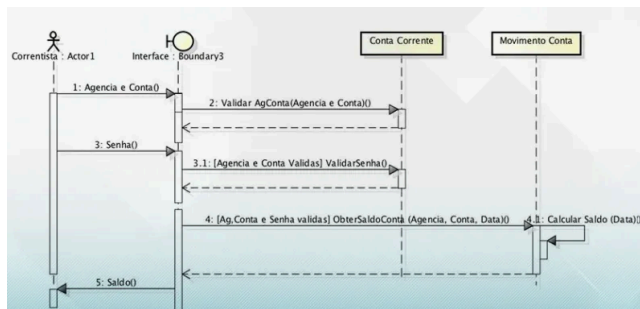 Correntista : Actor1
Interface : Boundary3
Conta Corrente
Movimento Conta
1: Agencia e Conta()
2: Validar AgConta(Agencia e Conta)()
3: Senha()
3.1: [Agencia e Conta Validas] ValidarSenha()
4: [Ag,Conta e Senha validas] ObterSaldoConta (Agencia, Conta, Data)()
4.1: Calcular Saldo (Data)()
5: Saldo()